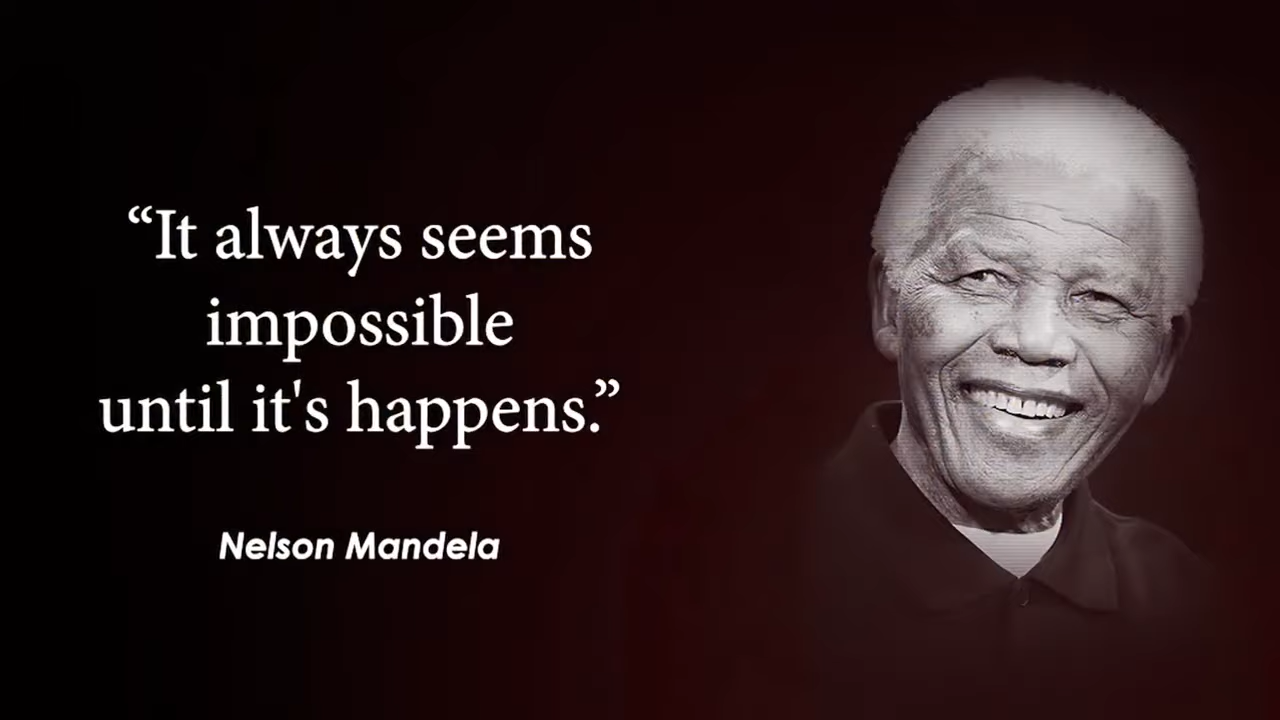 “It always seems
impossible
until it's happens.”
Nelson Mandela